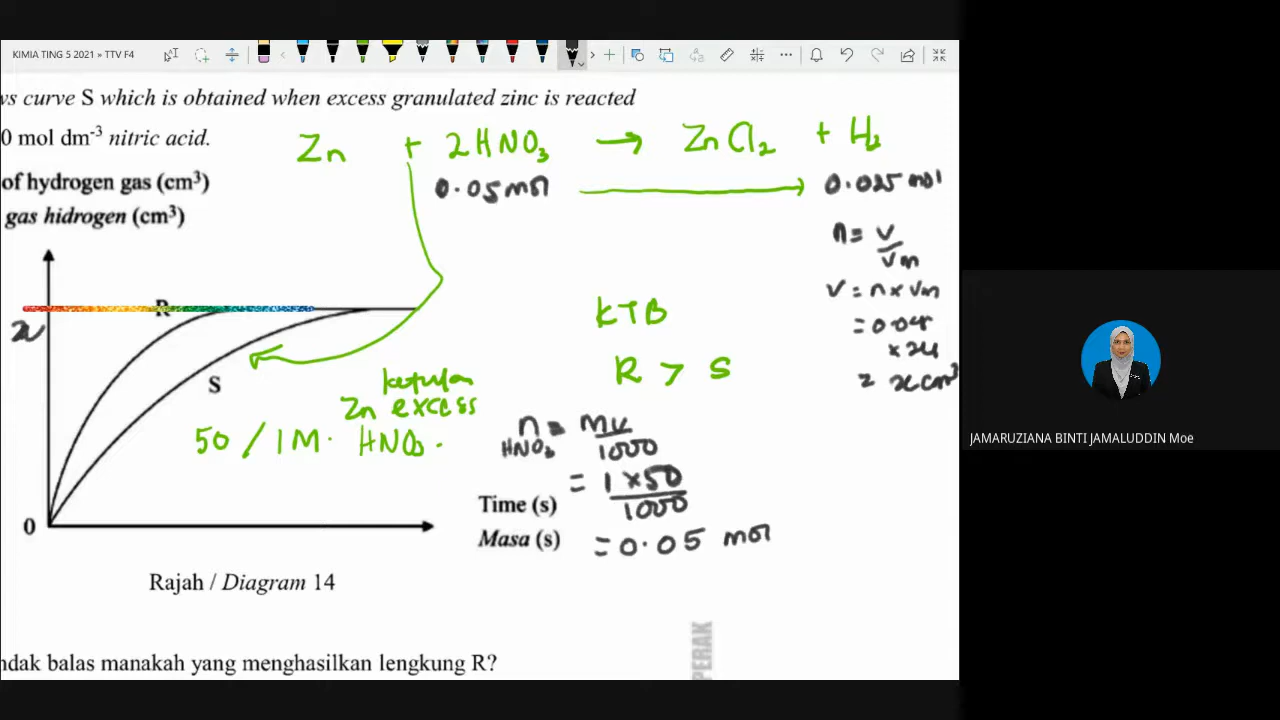 KIMIA TING 5 2021 » TTV F4
ws curve S which is obtained when excess granulated zinc is reacted
0 mol dm-3 nitric acid.
Zn + 2HNO3 → ZnCl2 + H2
of hydrogen gas (cm³)
gas hidrogen (cm³)
0.05 mol
0.025 mol
n = V/Vm
V = n x Vm
= 0.04
x 24
= x cm³
R
x
S
KTB
R > S
ketulan
Zn excess
50 / 1M. HNO3.
n HNO3 = MV/1000
= 1 x 50/1000
= 0.05 mol
0
Time (s)
Masa (s)
Rajah / Diagram 14
ndak balas manakah yang menghasilkan lengkung R?
PERAK
JAMARUZIANA BINTI JAMALUDDIN Moe